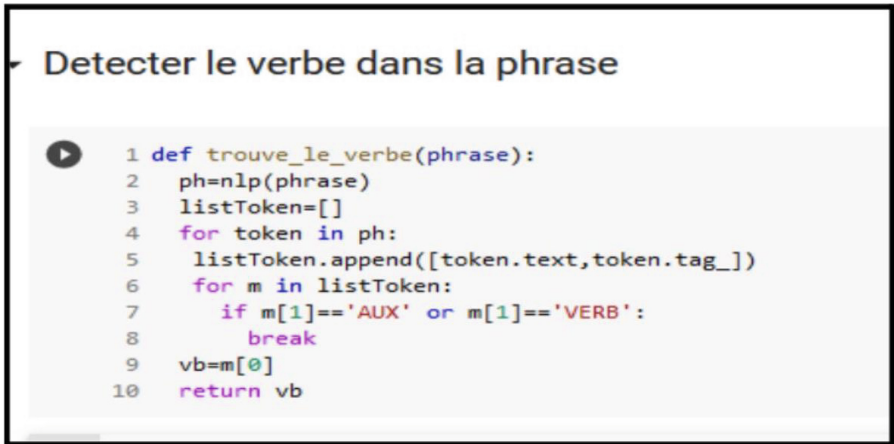 Detecter le verbe dans la phrase
1 def trouve_le_verbe(phrase):
2   ph=nlp(phrase)
3   listToken=[]
4   for token in ph:
5    listToken.append([token.text,token.tag_])
6    for m in listToken:
7      if m[1]=='AUX' or m[1]=='VERB':
8        break
9   vb=m[0]
10   return vb